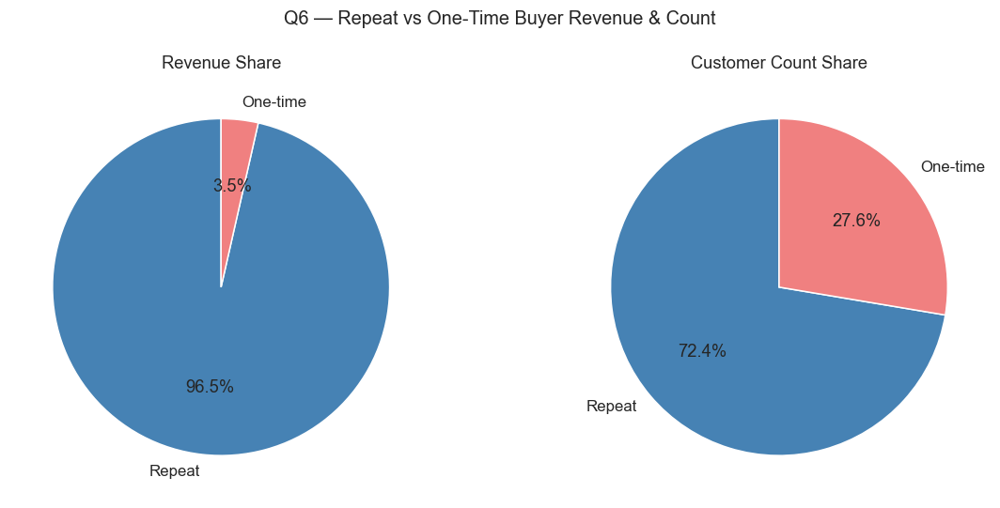 Q6 — Repeat vs One-Time Buyer Revenue & Count
Revenue Share
One-time
3.5%
96.5%
Repeat
Customer Count Share
One-time
27.6%
72.4%
Repeat